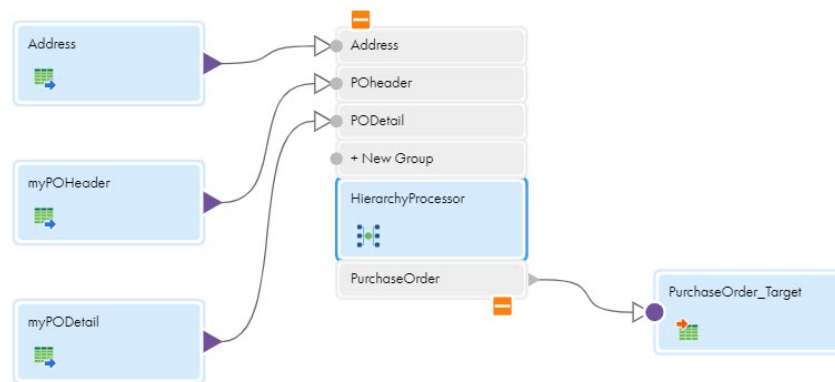 Address
myPOHeader
myPODetail
Address
POheader
PODetail
+ New Group
HierarchyProcessor
PurchaseOrder
PurchaseOrder_Target